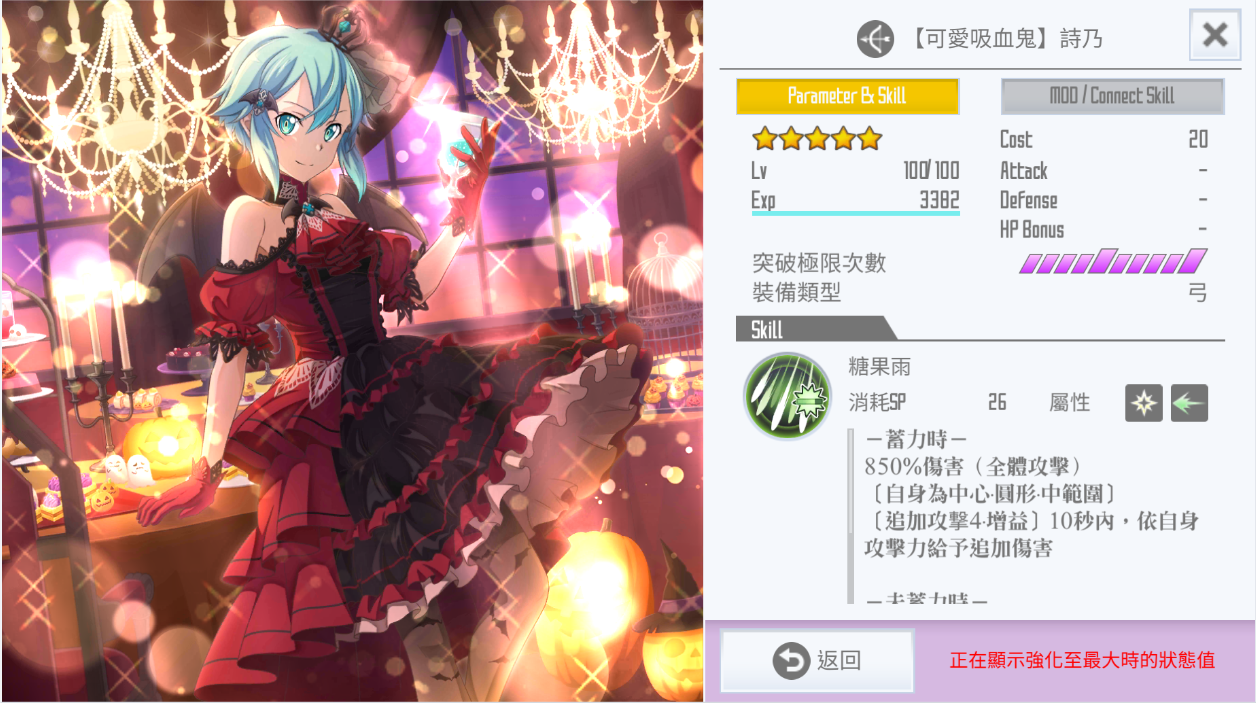 【可愛吸血鬼】詩乃
Parameter & Skill
MOD / Connect Skill
Lv 100/100
Exp 3382
Cost 20
Attack -
Defense -
HP Bonus -
突破極限次數
裝備類型 弓
Skill
糖果雨
消耗SP 26 屬性
－蓄力時－
850%傷害（全體攻擊）
〔自身為中心‧圓形‧中範圍〕
〔追加攻擊4‧增益〕10秒內，依自身
攻擊力給予追加傷害
－未蓄力時－
返回
正在顯示強化至最大時的狀態值